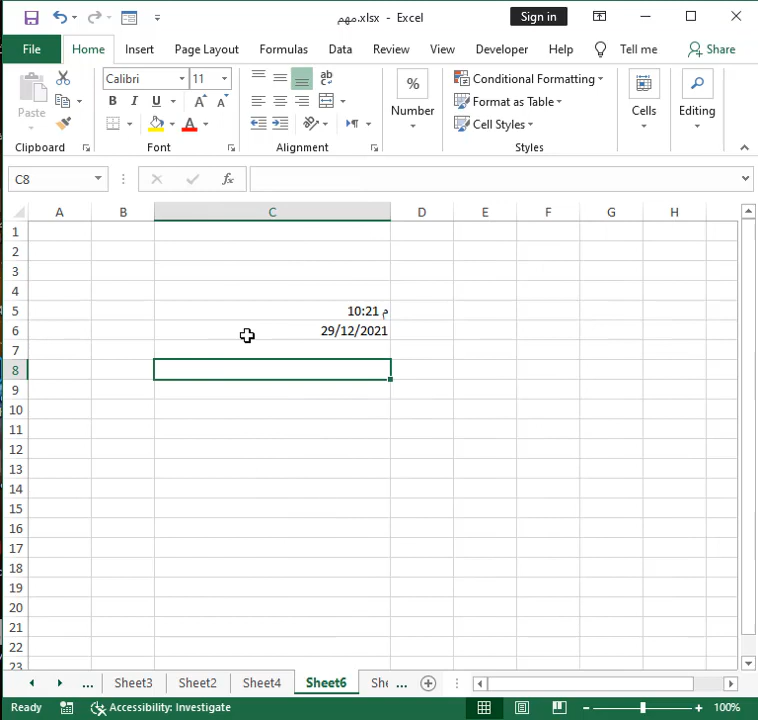 مهم.xlsx - Excel
Sign in
File Home Insert Page Layout Formulas Data Review View Developer Help Tell me Share
Calibri 11
Paste
B I U
ab
%
Number
Conditional Formatting
Format as Table
Cell Styles
Cells
Editing
Clipboard Font Alignment Styles
C8 fx
A B C D E F G H
1
2
3
4
5 10:21 م
6 29/12/2021
7
8
9
10
11
12
13
14
15
16
17
18
19
20
21
22
23
... Sheet3 Sheet2 Sheet4 Sheet6 She ...
Ready Accessibility: Investigate 100%